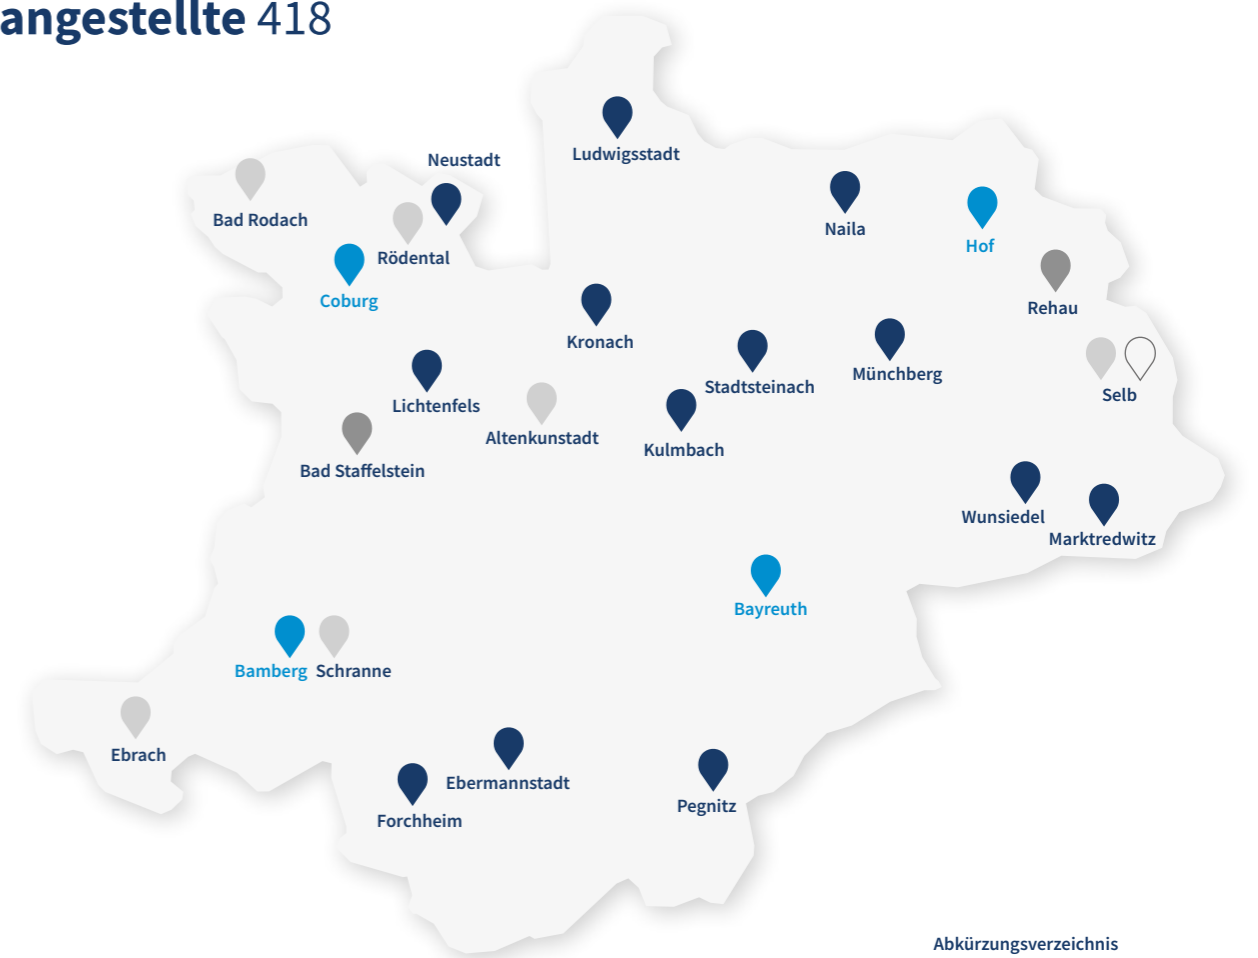 angestellte 418
Ludwigsstadt
Neustadt
Bad Rodach
Naila
Hof
Rödental
Coburg
Rehau
Kronach
Stadtsteinach
Münchberg
Selb
Lichtenfels
Altenkunstadt
Kulmbach
Bad Staffelstein
Wunsiedel
Marktredwitz
Bayreuth
Bamberg Schranne
Ebrach
Ebermannstadt
Pegnitz
Forchheim
Abkürzungsverzeichnis